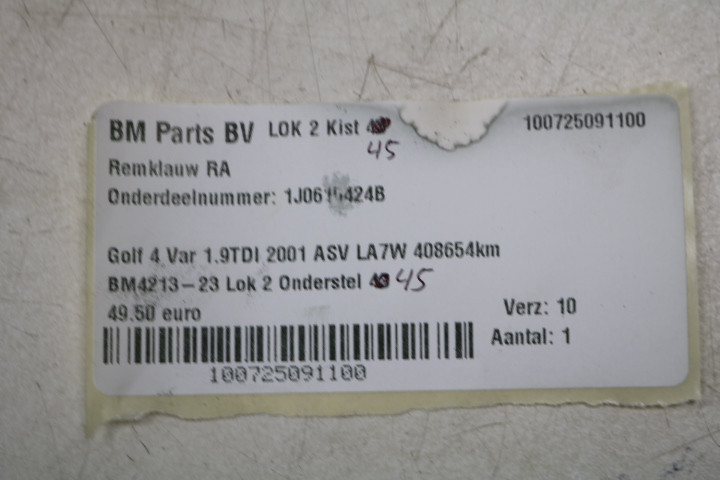 BM Parts BV LOK 2 Kist 100725091100
45
Remklauw RA
Onderdeelnummer: 1J0615424B
Golf 4 Var 1.9TDI 2001 ASV LA7W 408654km
BM4213-23 Lok 2 Onderstel 45
49.50 euro Verz: 10
Aantal: 1
100725091100